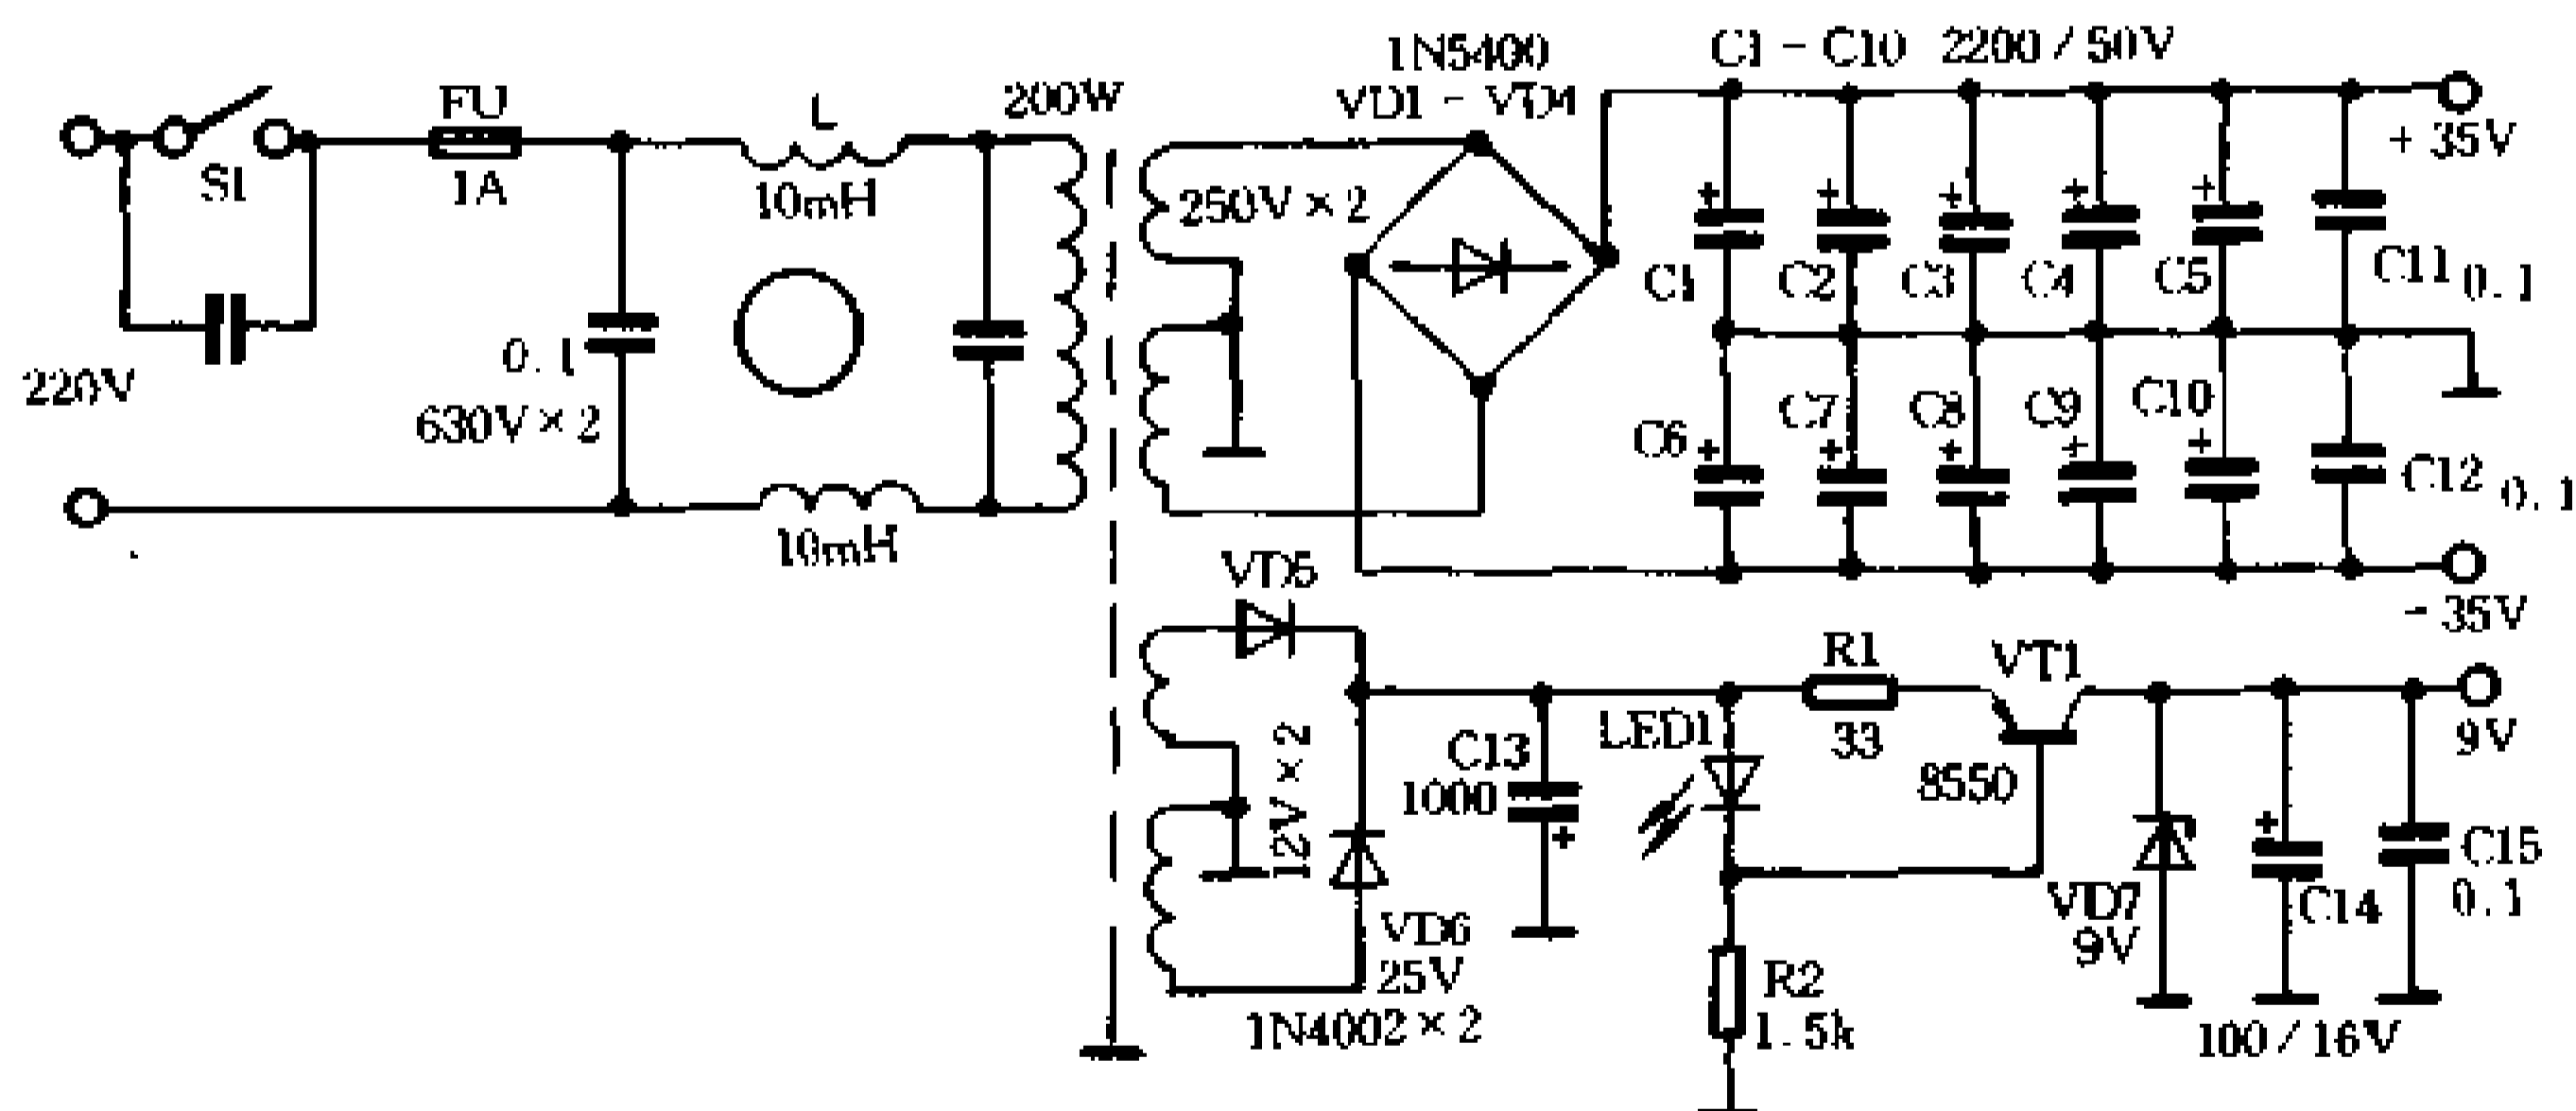 1N5400
VD1 - VD4
C1 - C10 2200 / 50V
+ 35V
FU
1A
S1
L
10mH
200W
250V × 2
C1
C2
C3
C4
C5
C11 0.1
220V
0.1
630V × 2
10mH
C6
C7
C8
C9
C10
C12 0.1
- 35V
VD5
12V × 2
VD6
25V
1N4002 × 2
C13
1000
LED1
R1
33
VT1
8550
9V
R2
1.5k
VD7
9V
C14
100 / 16V
C15
0.1